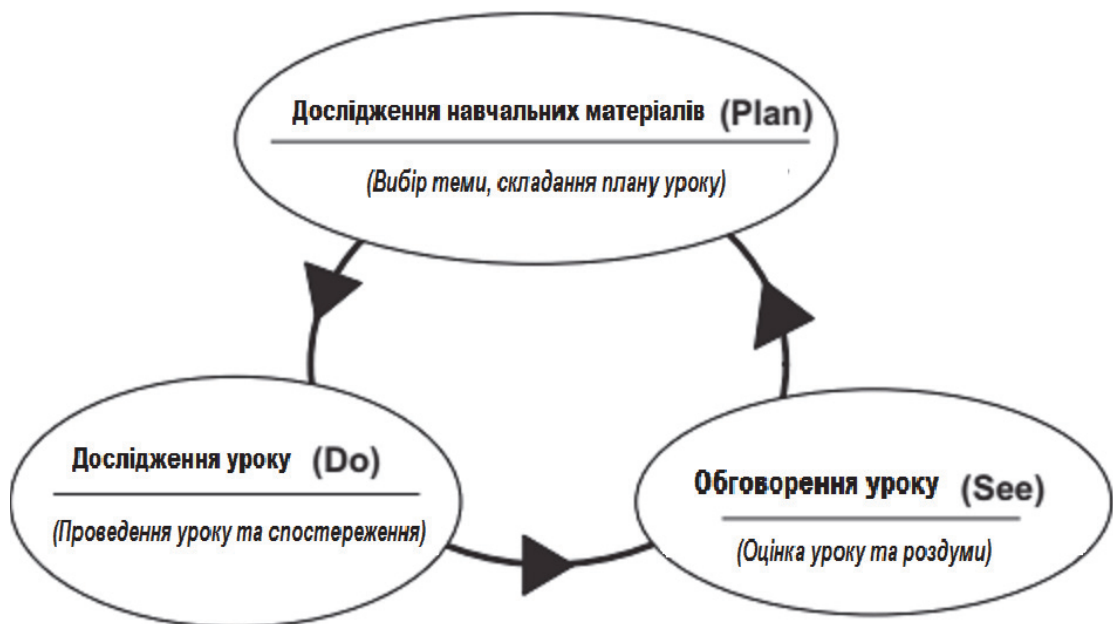 Дослідження навчальних матеріалів (Plan)
(Вибір теми, складання плану уроку)
Дослідження уроку (Do)
(Проведення уроку та спостереження)
Обговорення уроку (See)
(Оцінка уроку та роздуми)